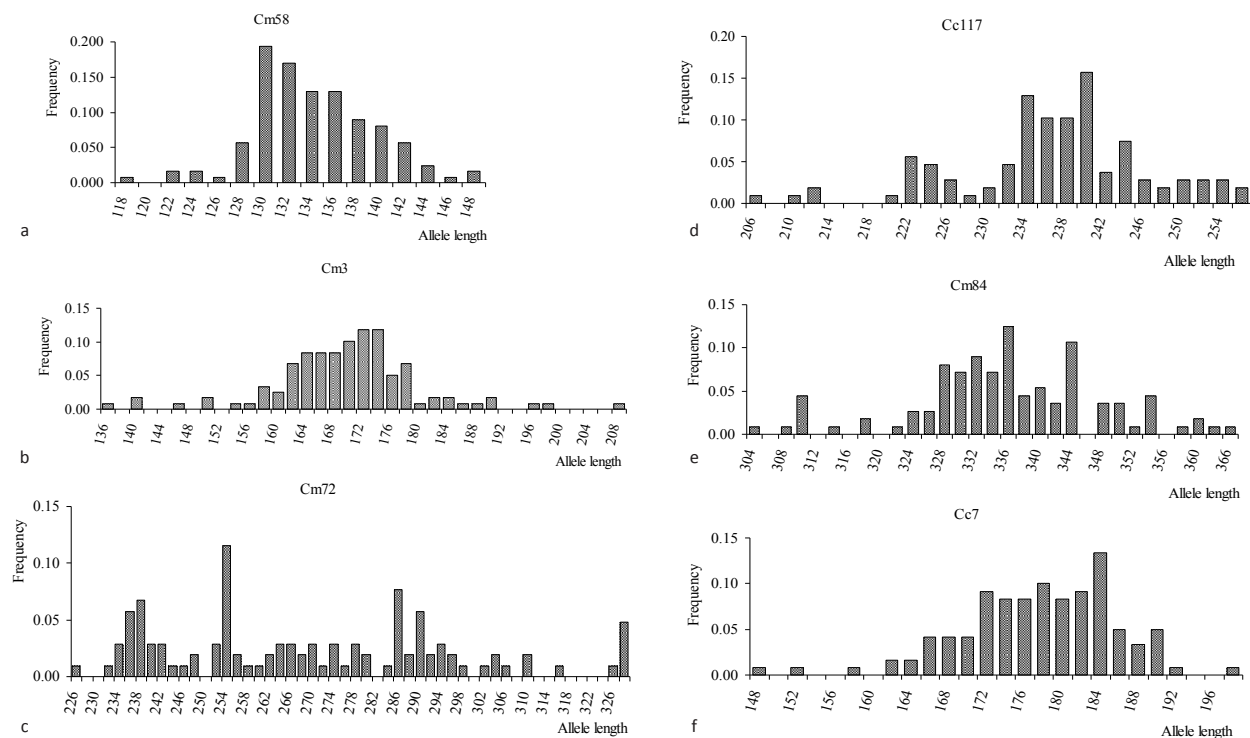 Cm58
Frequency
0.200
0.150
0.100
0.050
0.000
118 120 122 124 126 128 130 132 134 136 138 140 142 144 146 148
Allele length
a
Cm3
Frequency
0.15
0.10
0.05
0.00
136 140 144 148 152 156 160 164 168 172 176 180 184 188 192 196 200 204 208
Allele length
b
Cm72
Frequency
0.15
0.10
0.05
0.00
226 230 234 238 242 246 250 254 258 262 266 270 274 278 282 286 290 294 298 302 306 310 314 318 322 326
Allele length
c
Cc117
Frequency
0.20
0.15
0.10
0.05
0.00
206 210 214 218 222 226 230 234 238 242 246 250 254
Allele length
d
Cm84
Frequency
0.15
0.10
0.05
0.00
304 308 312 316 320 324 328 332 336 340 344 348 352 356 360 366
Allele length
e
Cc7
Frequency
0.15
0.10
0.05
0.00
148 152 156 160 164 168 172 176 180 184 189 192 196
Allele length
f